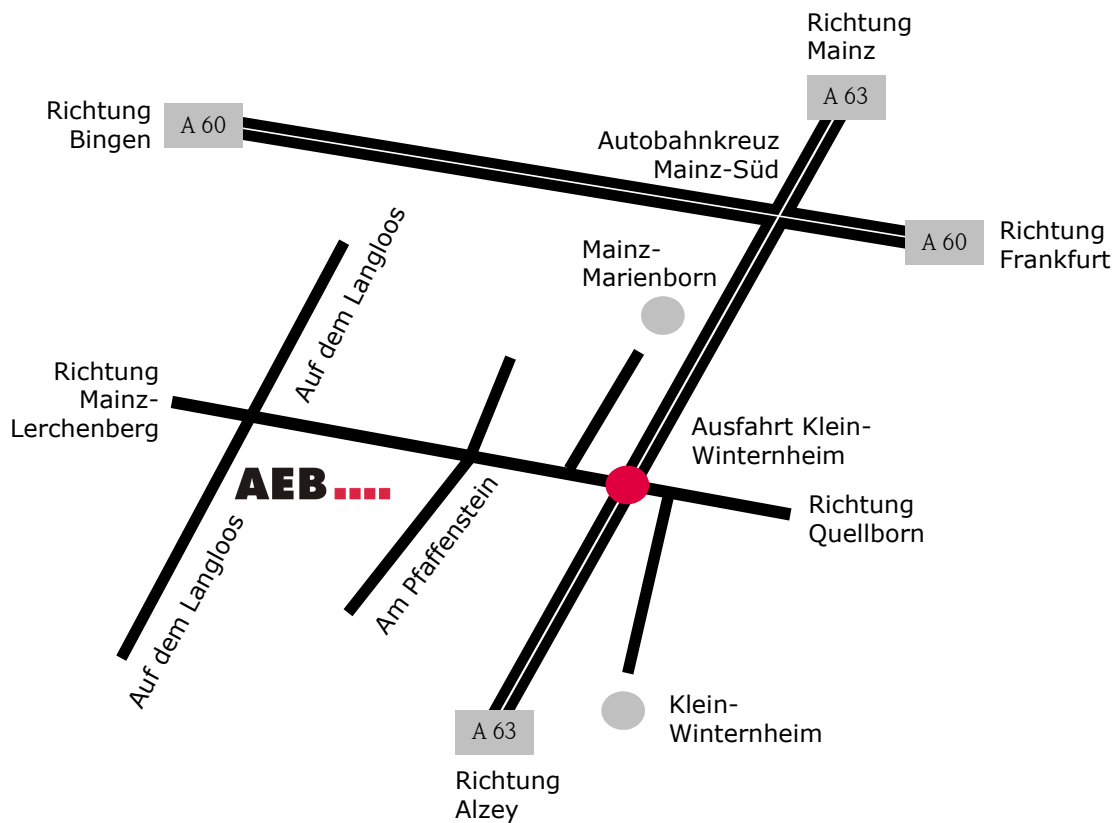 Richtung
Mainz
A 63
Richtung
Bingen
A 60
Autobahnkreuz
Mainz-Süd
A 60
Richtung
Frankfurt
Mainz-
Marienborn
Auf dem Langloos
Richtung
Mainz-
Lerchenberg
Ausfahrt Klein-
Winternheim
AEB
Richtung
Quellborn
Am Pfaffenstein
Auf dem Langloos
A 63
Klein-
Winternheim
Richtung
Alzey